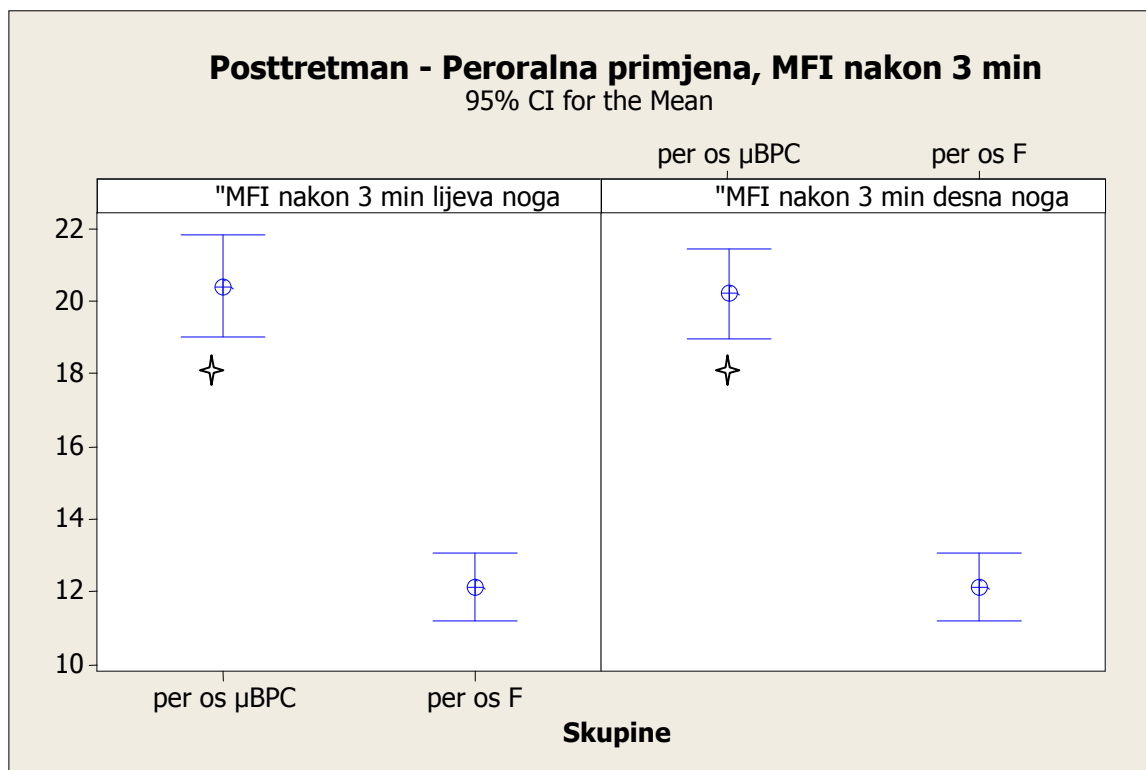 Posttretman - Peroralna primjena, MFI nakon 3 min
95% CI for the Mean
per os µBPC per os F
"MFI nakon 3 min lijeva noga "MFI nakon 3 min desna noga
22
20
18
16
14
12
10
per os µBPC per os F
Skupine